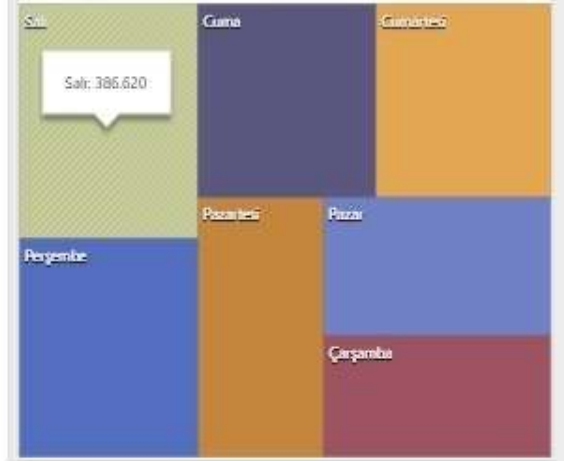 Salı
Cuma
Cumartesi
Salı: 386.620
Pazartesi
Pazar
Perşembe
Çarşamba